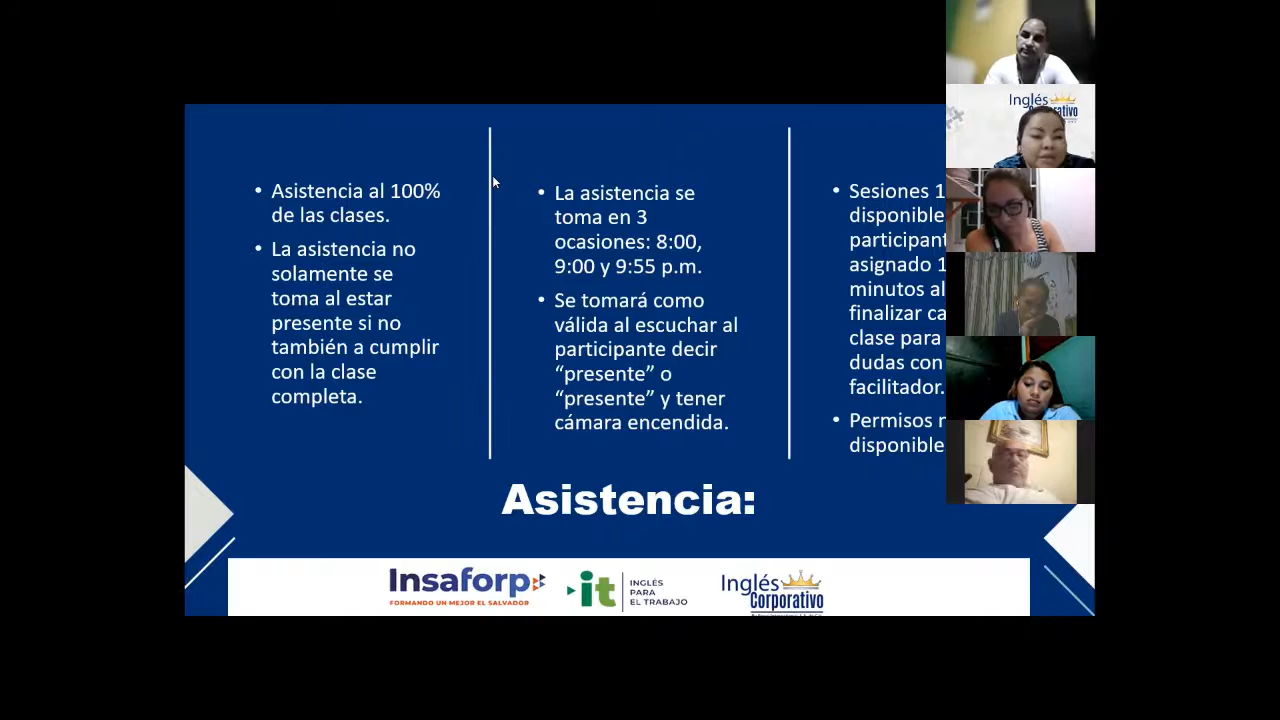 Inglés
• Asistencia al 100%
de las clases.
• La asistencia no
solamente se
toma al estar
presente si no
también a cumplir
con la clase
completa.
• La asistencia se
toma en 3
ocasiones: 8:00,
9:00 y 9:55 p.m.
• Se tomará como
válida al escuchar al
participante decir
“presente” o
“presente” y tener
cámara encendida.
• Sesiones 1
disponible
participant
asignado 1
minutos al
finalizar ca
clase para
dudas con
facilitador.
• Permisos n
disponible
Asistencia:
Insaforp
FORMANDO UN MEJOR EL SALVADOR
it
INGLÉS
PARA
EL TRABAJO
Inglés
Corporativo